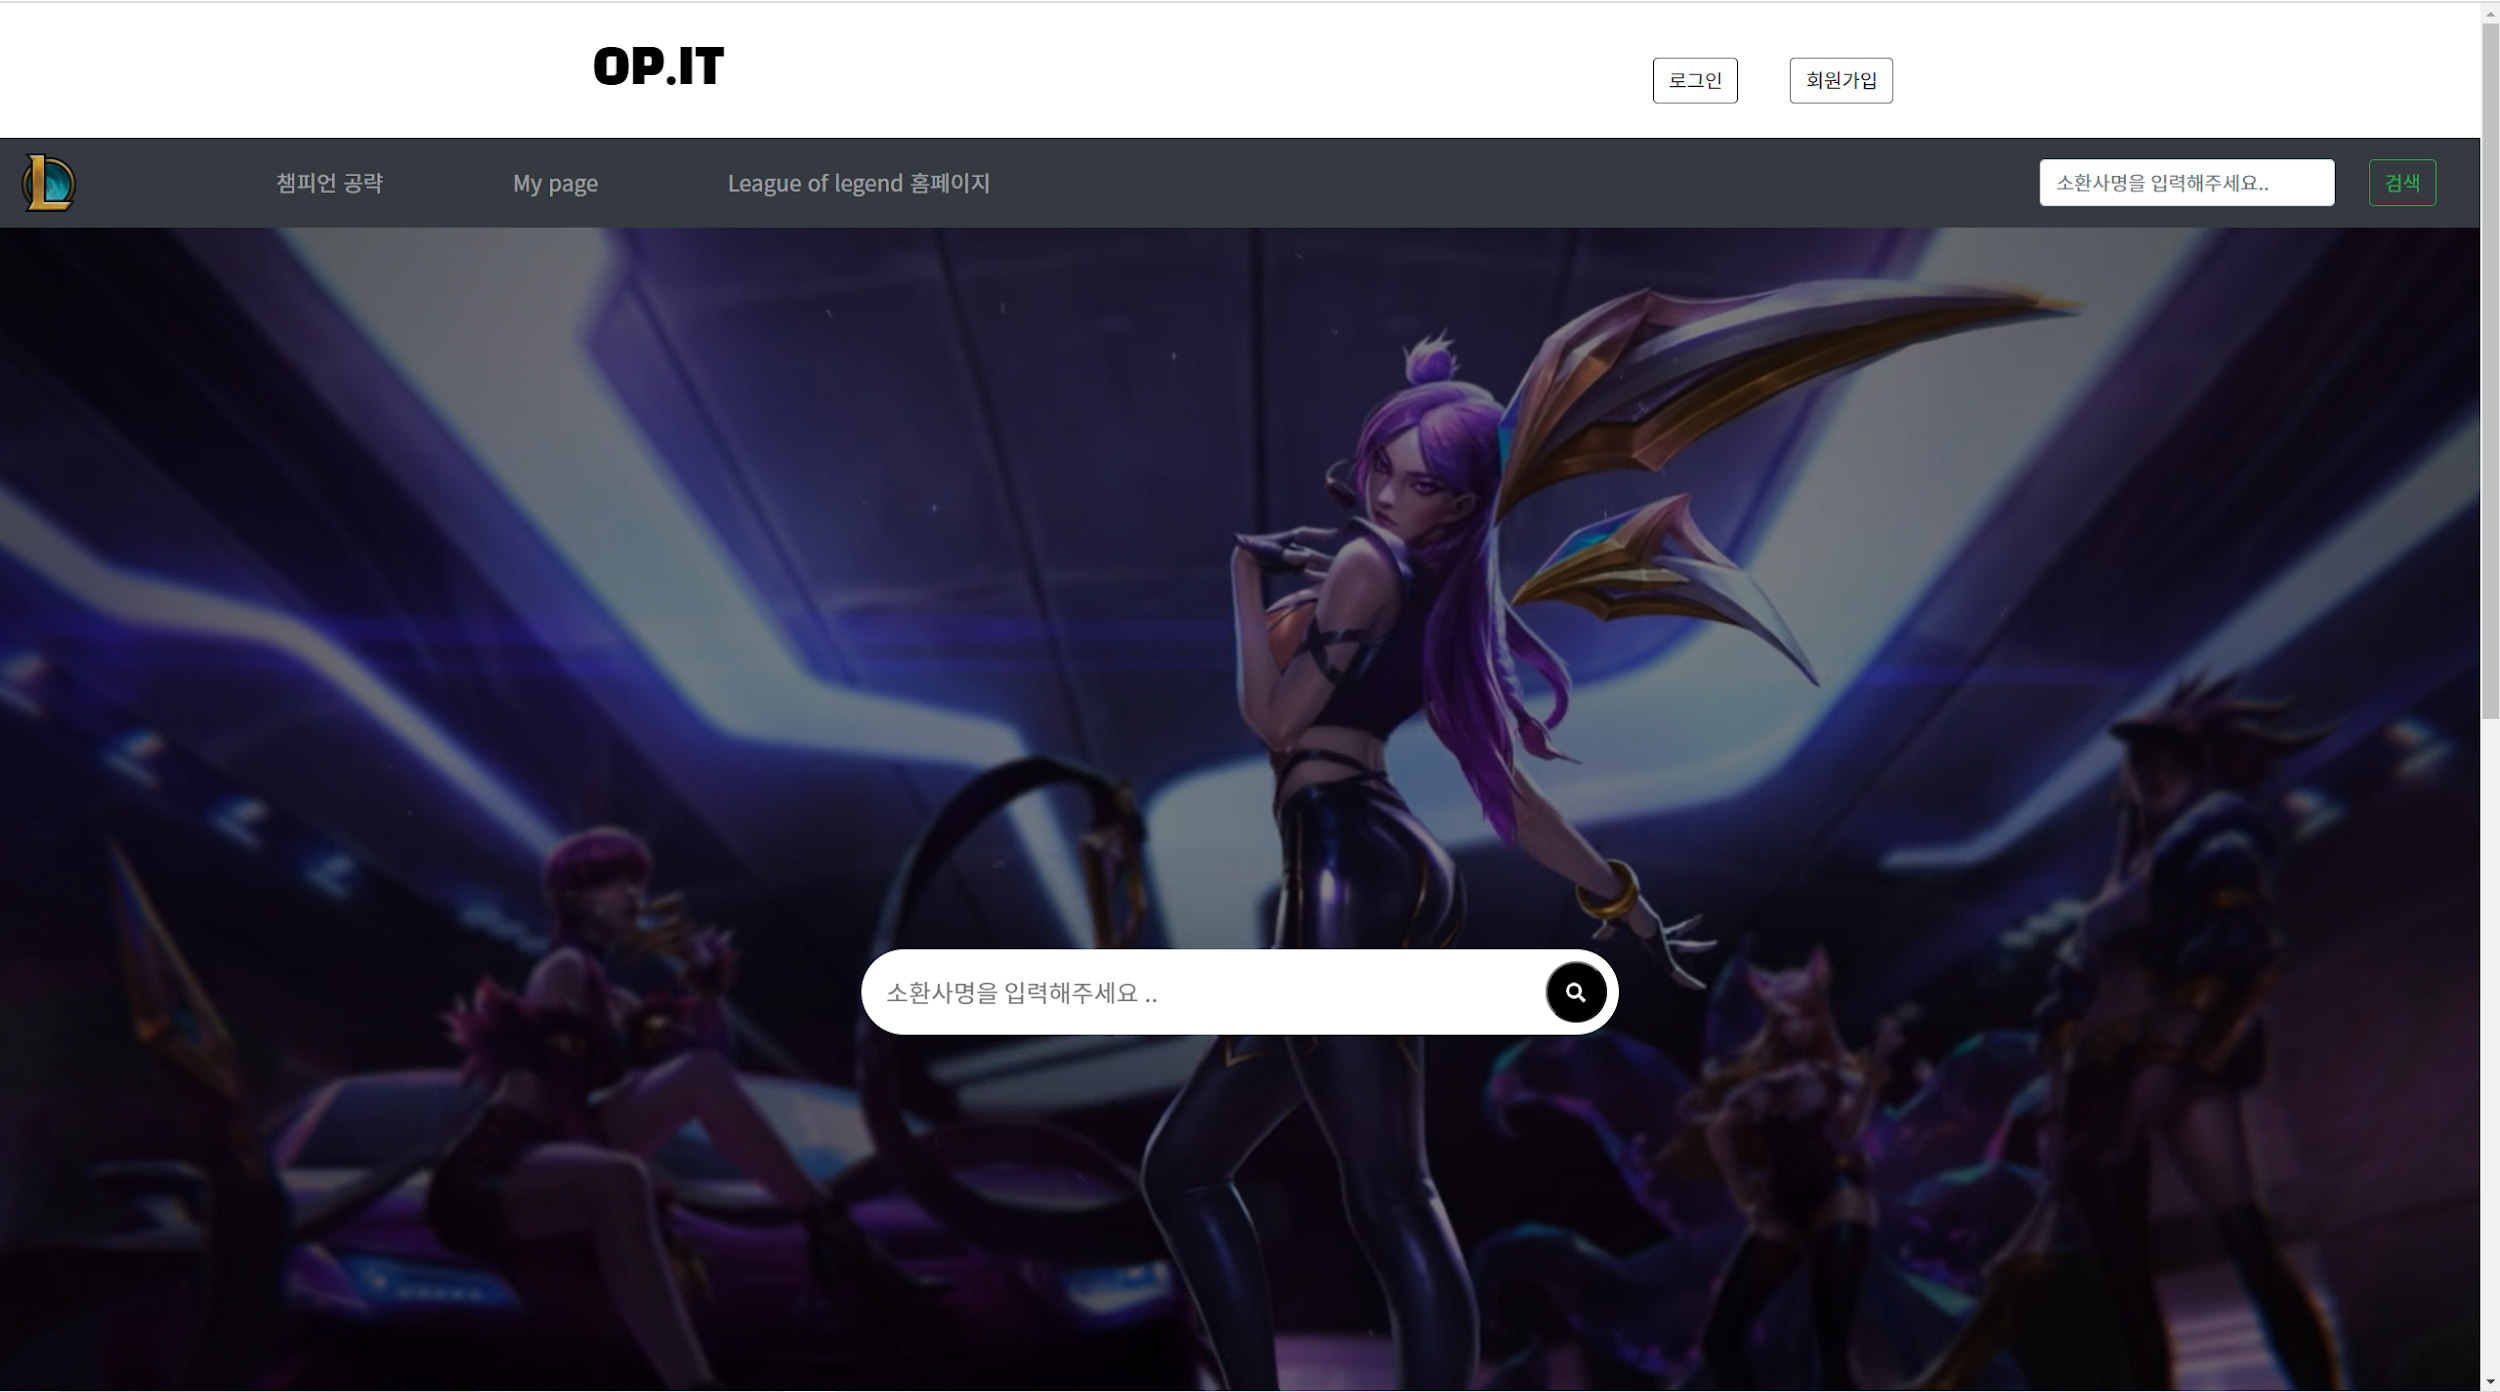 OP.IT
로그인
회원가입
챔피언 공략
My page
League of legend 홈페이지
소환사명을 입력해주세요..
검색
소환사명을 입력해주세요 ..